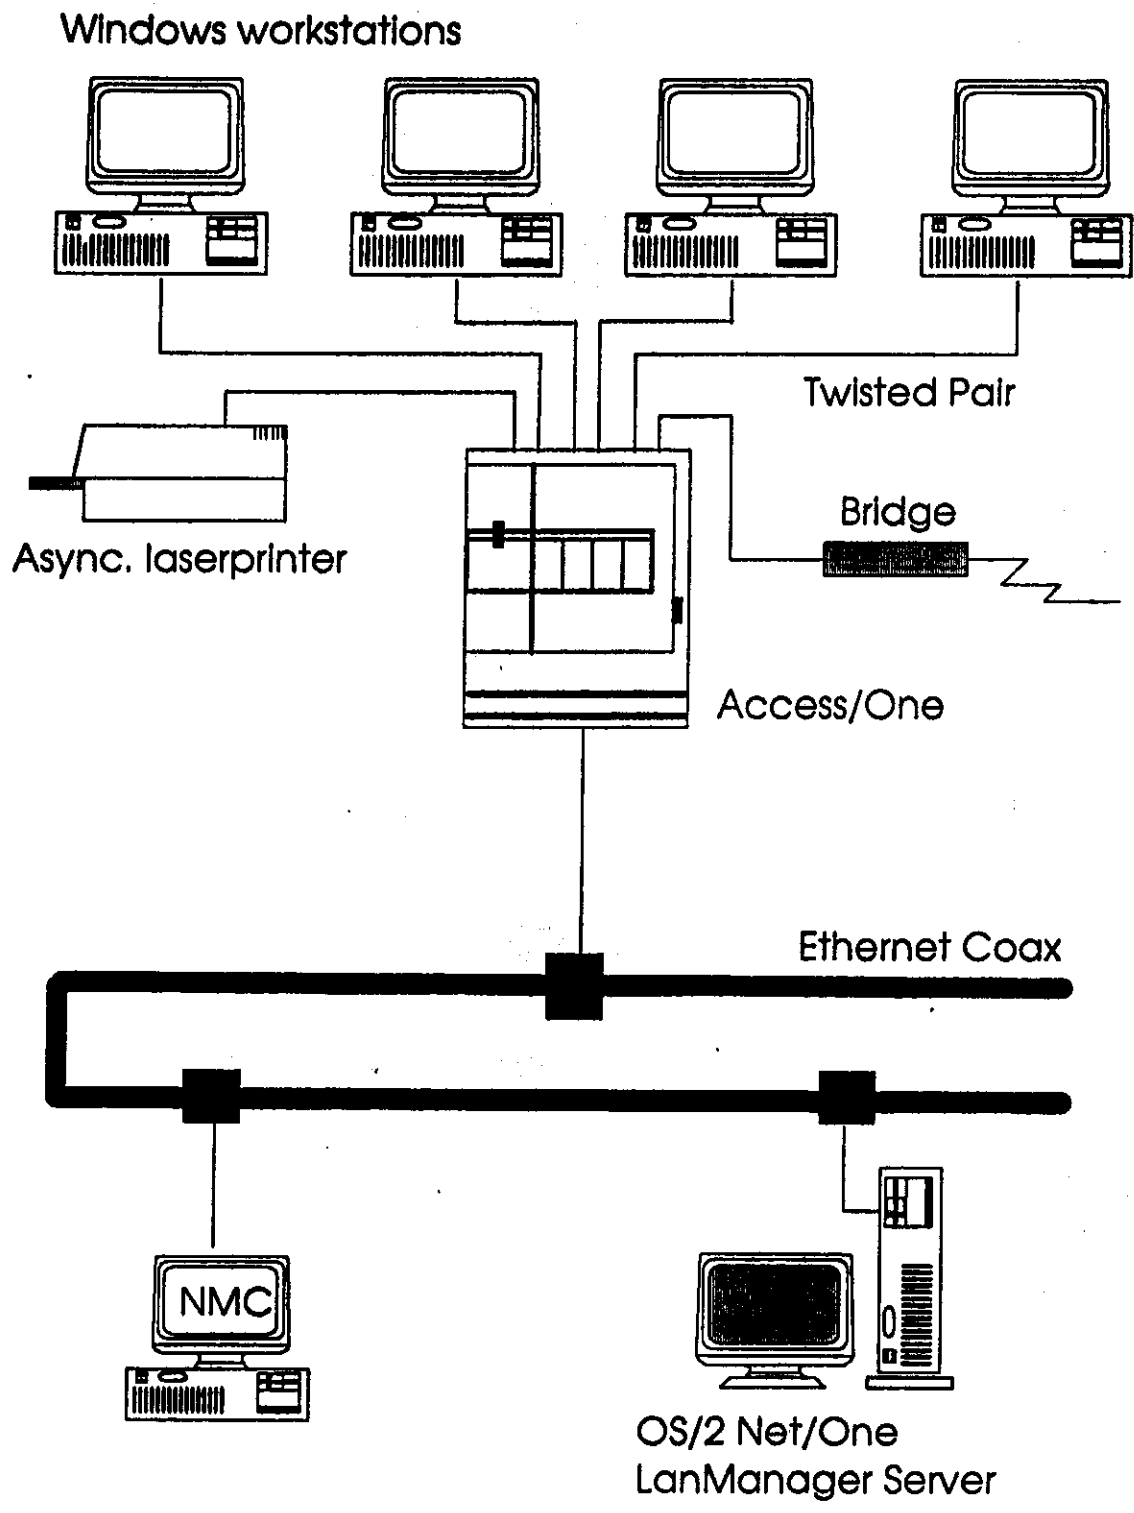 Windows workstations
Twisted Pair
Bridge
Async. laserprinter
Access/One
Ethernet Coax
NMC
OS/2 Net/One
LanManager Server